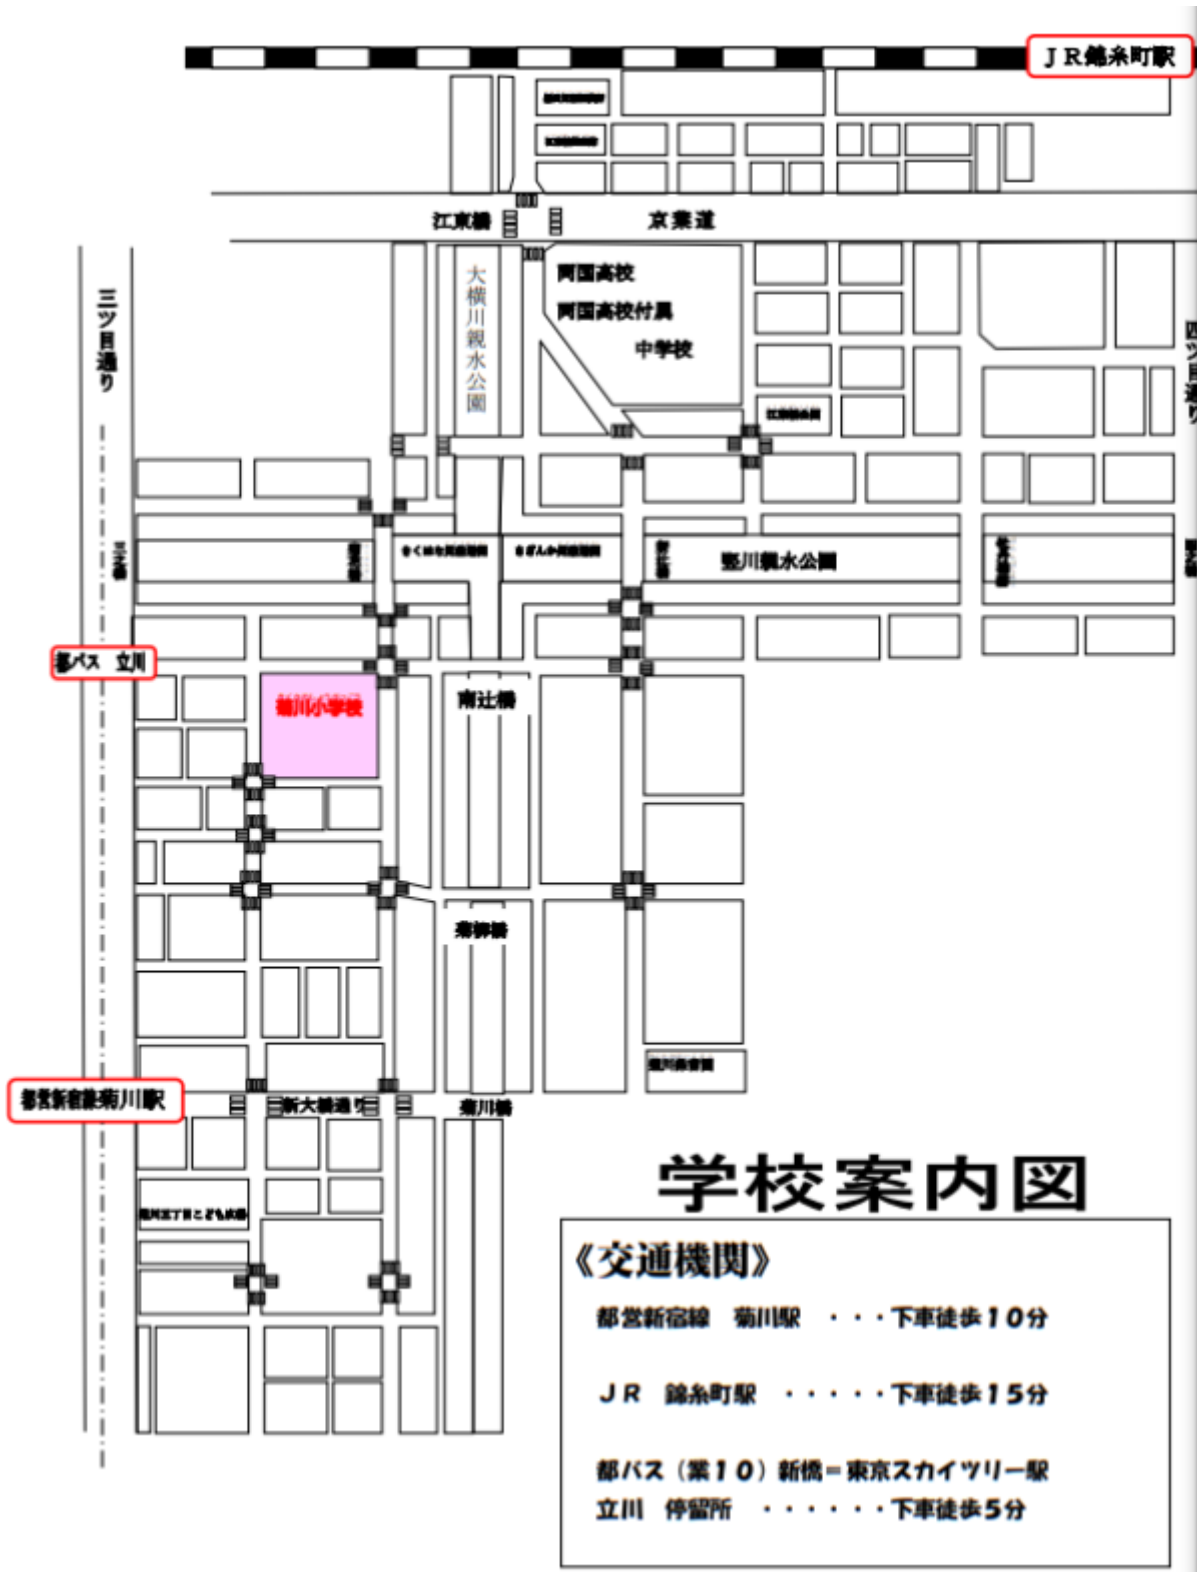 ＪＲ錦糸町駅
江東橋
京葉道
三ツ目通り
大横川親水公園
両国高校
両国高校付属
中学校
四ツ目通り
三之橋
竪川親水公園
都バス 立川
菊川小学校
南辻橋
菊柳橋
都営新宿線菊川駅
新大橋通り
菊川橋
学校案内図
《交通機関》
都営新宿線 菊川駅 ・・・下車徒歩１０分
ＪＲ 錦糸町駅 ・・・・・下車徒歩１５分
都バス（業１０）新橋＝東京スカイツリー駅
立川 停留所 ・・・・・・下車徒歩５分